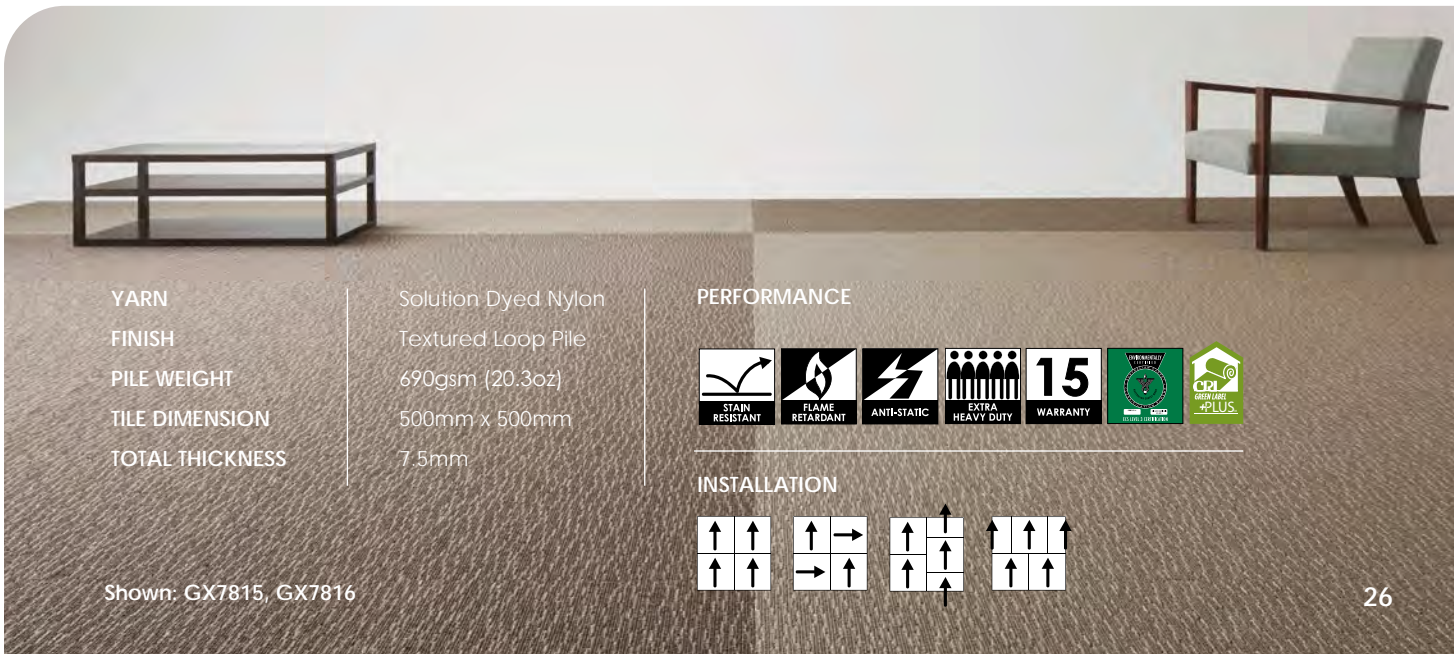 YARN Solution Dyed Nylon
FINISH Textured Loop Pile
PILE WEIGHT 690gsm (20.3oz)
TILE DIMENSION 500mm x 500mm
TOTAL THICKNESS 7.5mm
Shown: GX7815, GX7816
PERFORMANCE
STAIN
RESISTANT
FLAME
RETARDANT
ANTI-STATIC
EXTRA
HEAVY DUTY
15
WARRANTY
ENVIRONMENTALLY
CERTIFIED
CRI
GREEN LABEL
+PLUS
INSTALLATION
26